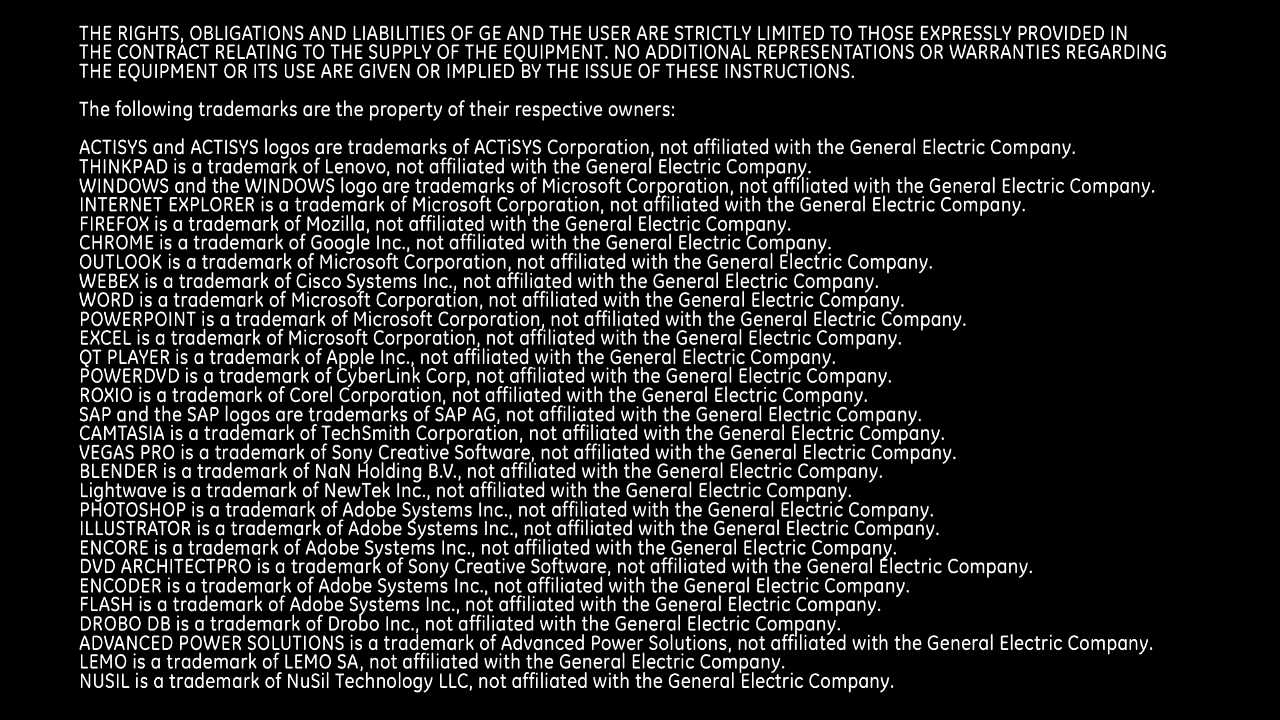 THE RIGHTS, OBLIGATIONS AND LIABILITIES OF GE AND THE USER ARE STRICTLY LIMITED TO THOSE EXPRESSLY PROVIDED IN
THE CONTRACT RELATING TO THE SUPPLY OF THE EQUIPMENT. NO ADDITIONAL REPRESENTATIONS OR WARRANTIES REGARDING
THE EQUIPMENT OR ITS USE ARE GIVEN OR IMPLIED BY THE ISSUE OF THESE INSTRUCTIONS.
The following trademarks are the property of their respective owners:
ACTISYS and ACTISYS logos are trademarks of ACTiSYS Corporation, not affiliated with the General Electric Company.
THINKPAD is a trademark of Lenovo, not affiliated with the General Electric Company.
WINDOWS and the WINDOWS logo are trademarks of Microsoft Corporation, not affiliated with the General Electric Company.
INTERNET EXPLORER is a trademark of Microsoft Corporation, not affiliated with the General Electric Company.
FIREFOX is a trademark of Mozilla, not affiliated with the General Electric Company.
CHROME is a trademark of Google Inc., not affiliated with the General Electric Company.
OUTLOOK is a trademark of Microsoft Corporation, not affiliated with the General Electric Company.
WEBEX is a trademark of Cisco Systems Inc., not affiliated with the General Electric Company.
WORD is a trademark of Microsoft Corporation, not affiliated with the General Electric Company.
POWERPOINT is a trademark of Microsoft Corporation, not affiliated with the General Electric Company.
EXCEL is a trademark of Microsoft Corporation, not affiliated with the General Electric Company.
QT PLAYER is a trademark of Apple Inc., not affiliated with the General Electric Company.
POWERDVD is a trademark of CyberLink Corp, not affiliated with the General Electric Company.
ROXIO is a trademark of Corel Corporation, not affiliated with the General Electric Company.
SAP and the SAP logos are trademarks of SAP AG, not affiliated with the General Electric Company.
CAMTASIA is a trademark of TechSmith Corporation, not affiliated with the General Electric Company.
VEGAS PRO is a trademark of Sony Creative Software, not affiliated with the General Electric Company.
BLENDER is a trademark of NaN Holding B.V., not affiliated with the General Electric Company.
Lightwave is a trademark of NewTek Inc., not affiliated with the General Electric Company.
PHOTOSHOP is a trademark of Adobe Systems Inc., not affiliated with the General Electric Company.
ILLUSTRATOR is a trademark of Adobe Systems Inc., not affiliated with the General Electric Company.
ENCORE is a trademark of Adobe Systems Inc., not affiliated with the General Electric Company.
DVD ARCHITECTPRO is a trademark of Sony Creative Software, not affiliated with the General Electric Company.
ENCODER is a trademark of Adobe Systems Inc., not affiliated with the General Electric Company.
FLASH is a trademark of Adobe Systems Inc., not affiliated with the General Electric Company.
DROBO DB is a trademark of Drobo Inc., not affiliated with the General Electric Company.
ADVANCED POWER SOLUTIONS is a trademark of Advanced Power Solutions, not affiliated with the General Electric Company.
LEMO is a trademark of LEMO SA, not affiliated with the General Electric Company.
NUSIL is a trademark of NuSil Technology LLC, not affiliated with the General Electric Company.